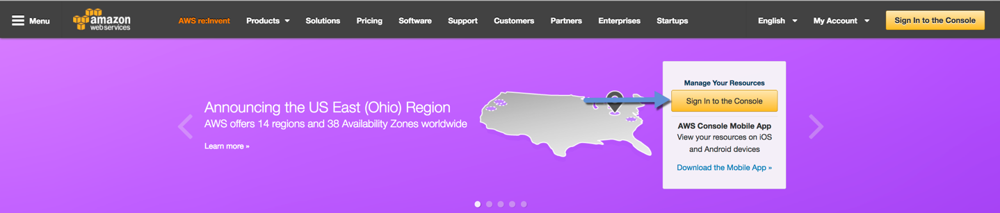 Menu
amazon
web services
AWS re:Invent
Products
Solutions
Pricing
Software
Support
Customers
Partners
Enterprises
Startups
English
My Account
Sign In to the Console
Announcing the US East (Ohio) Region
AWS offers 14 regions and 38 Availability Zones worldwide
Learn more »
Manage Your Resources
Sign In to the Console
AWS Console Mobile App
View your resources on iOS
and Android devices
Download the Mobile App »